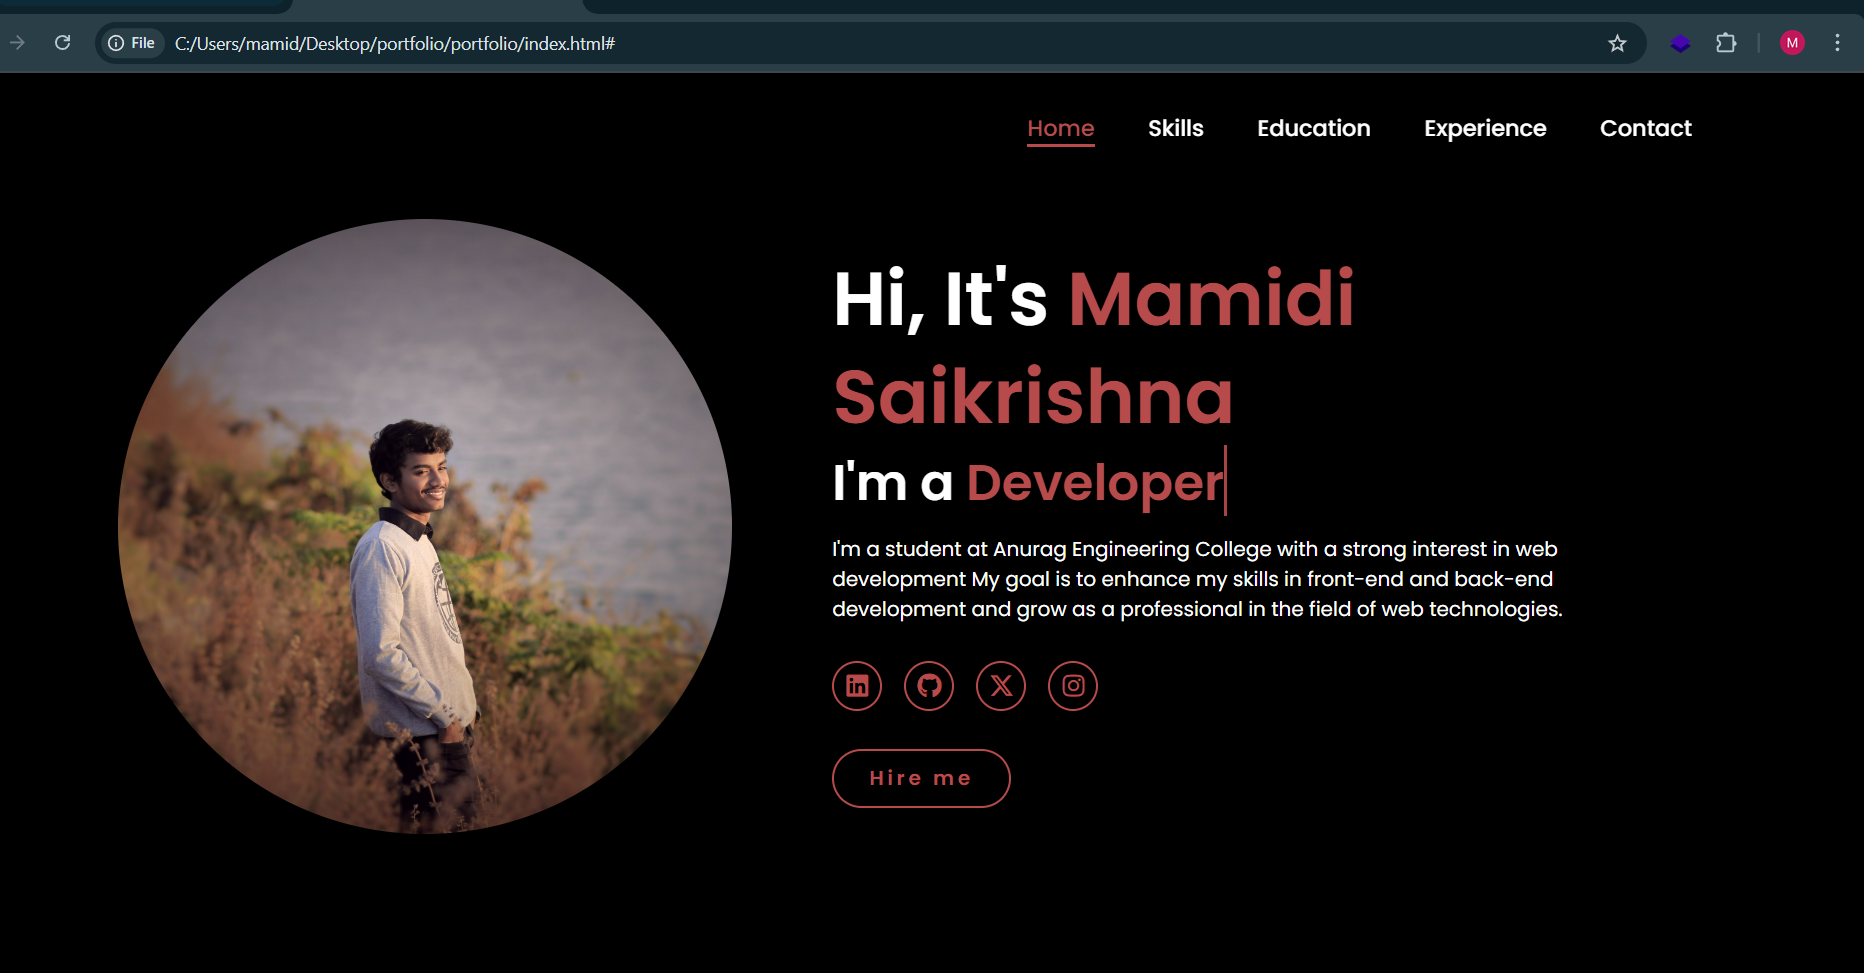 File C:/Users/mamid/Desktop/portfolio/portfolio/index.html#
M
Home Skills Education Experience Contact
Hi, It's Mamidi
Saikrishna
I'm a Developer
I'm a student at Anurag Engineering College with a strong interest in web
development My goal is to enhance my skills in front-end and back-end
development and grow as a professional in the field of web technologies.
Hire me